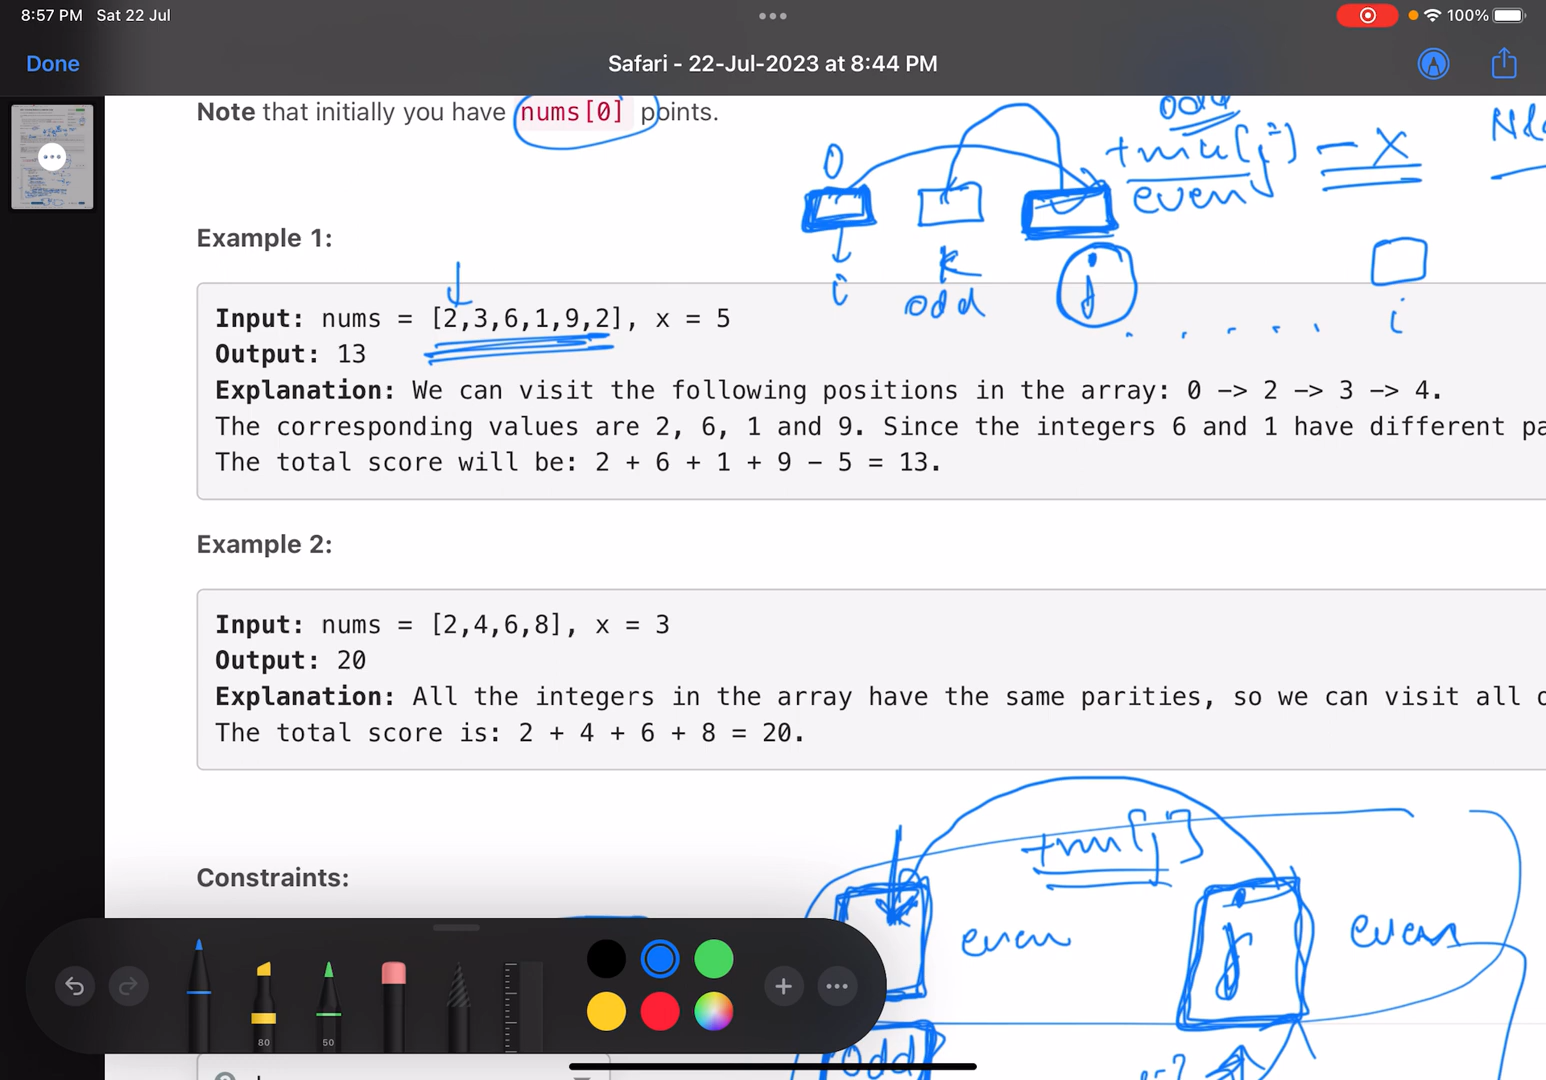 8:57 PM Sat 22 Jul
100%
Done
Safari - 22-Jul-2023 at 8:44 PM
Note that initially you have nums[0] points.
odd
- X
even
0
i
k
odd
j
i
Example 1:
Input: nums = [2,3,6,1,9,2], x = 5
Output: 13
Explanation: We can visit the following positions in the array: 0 -> 2 -> 3 -> 4.
The corresponding values are 2, 6, 1 and 9. Since the integers 6 and 1 have different pa
The total score will be: 2 + 6 + 1 + 9 - 5 = 13.
Example 2:
Input: nums = [2,4,6,8], x = 3
Output: 20
Explanation: All the integers in the array have the same parities, so we can visit all o
The total score is: 2 + 4 + 6 + 8 = 20.
Constraints:
even
j
even
odd
80
50